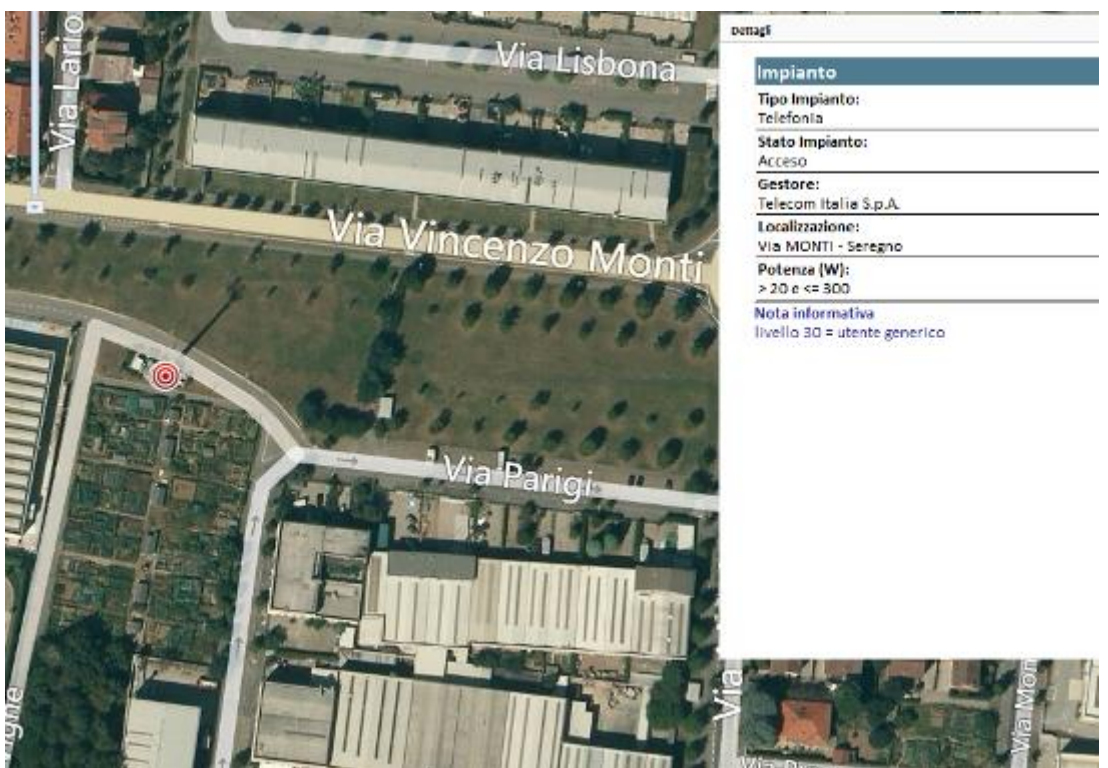 Via Lario
Via Lisbona
Via Vincenzo Monti
Via Parigi
Via
Dettagli
Impianto
Tipo Impianto:
Telefonia
Stato Impianto:
Acceso
Gestore:
Telecom Italia S.p.A.
Localizzazione:
Via MONTI - Seregno
Potenza (W):
> 20 e <= 300
Nota informativa
livello 30 = utente generico
Via Mon